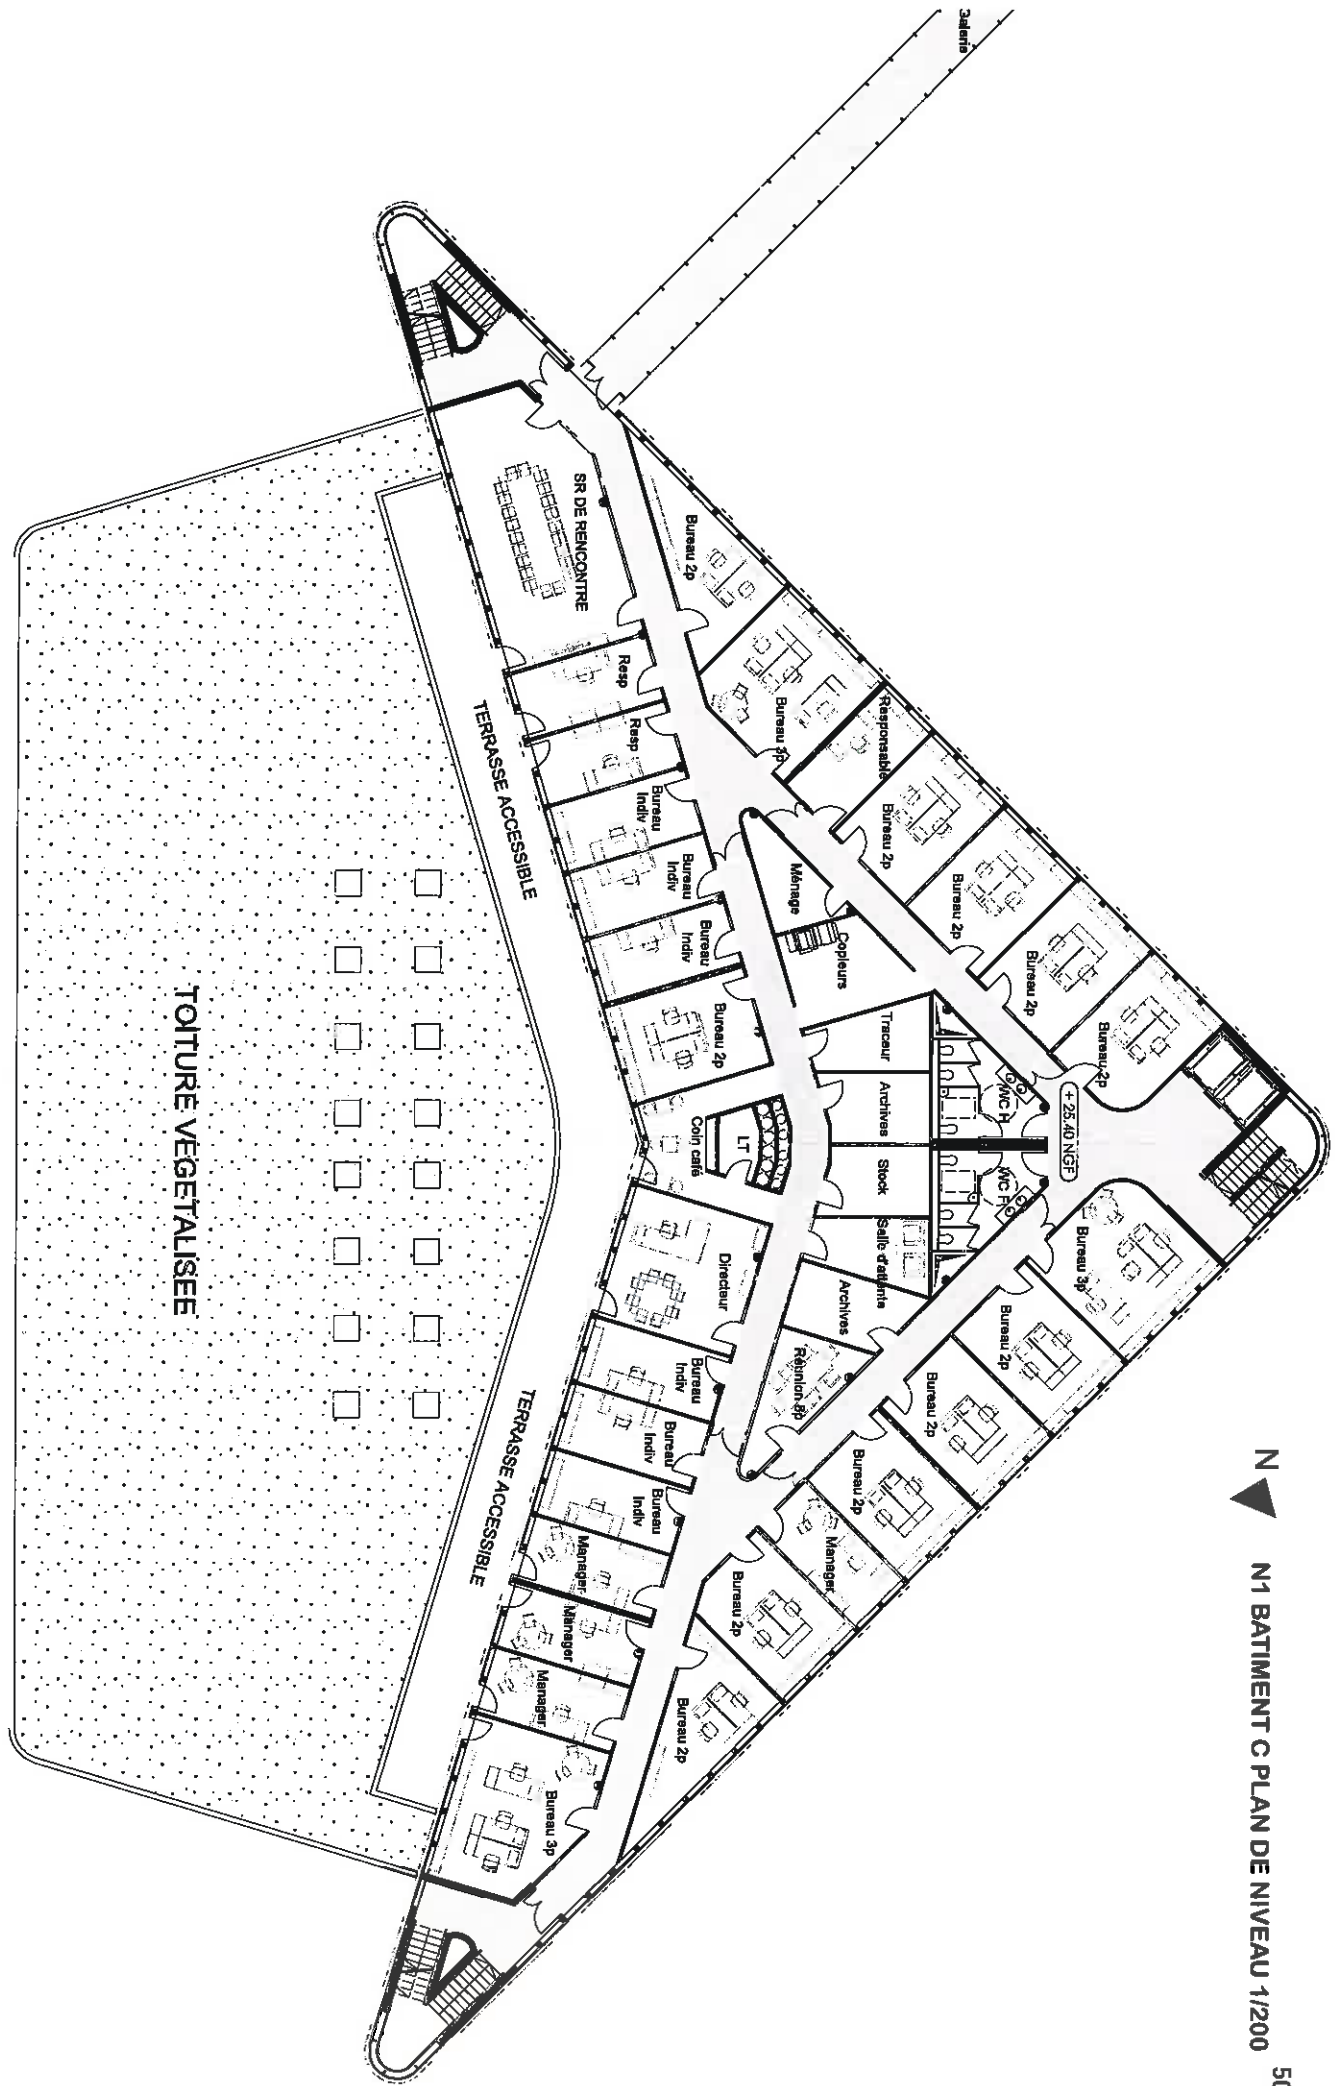 N
N1 BATIMENT C PLAN DE NIVEAU 1/200
Galerie
+ 25.40 NGF
Bureau 2p
Bureau 3p
Responsable
Bureau 2p
Bureau 2p
Bureau 2p
Bureau 2p
Bureau 3p
Bureau 2p
Bureau 2p
Bureau 2p
Manager
Bureau 2p
Bureau 2p
WC H
WC F
Ménage
Copieurs
Traceur
Archives
Stock
Salle d'attente
Archives
Réunion 8p
SR DE RENCONTRE
Resp
Resp
Bureau
Indiv
Bureau
Indiv
Bureau
Indiv
Bureau 2p
Coin café
LT
Directeur
Bureau
Indiv
Bureau
Indiv
Bureau
Indiv
Manager
Manager
Manager
Bureau 3p
TERRASSE ACCESSIBLE
TERRASSE ACCESSIBLE
TOITURE VEGETALISEE